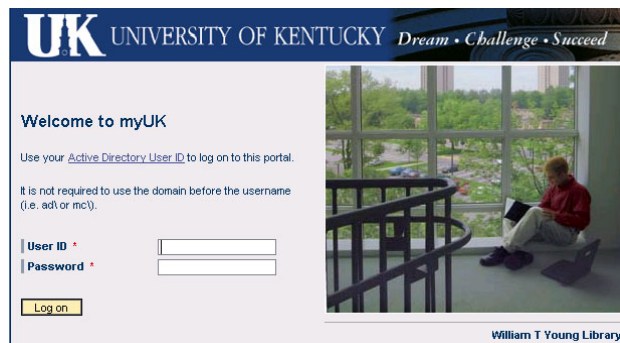 UK UNIVERSITY OF KENTUCKY Dream • Challenge • Succeed
Welcome to myUK
Use your Active Directory User ID to log on to this portal.
It is not required to use the domain before the username
(i.e. ad\ or mc\).
User ID *
Password *
Log on
William T Young Library